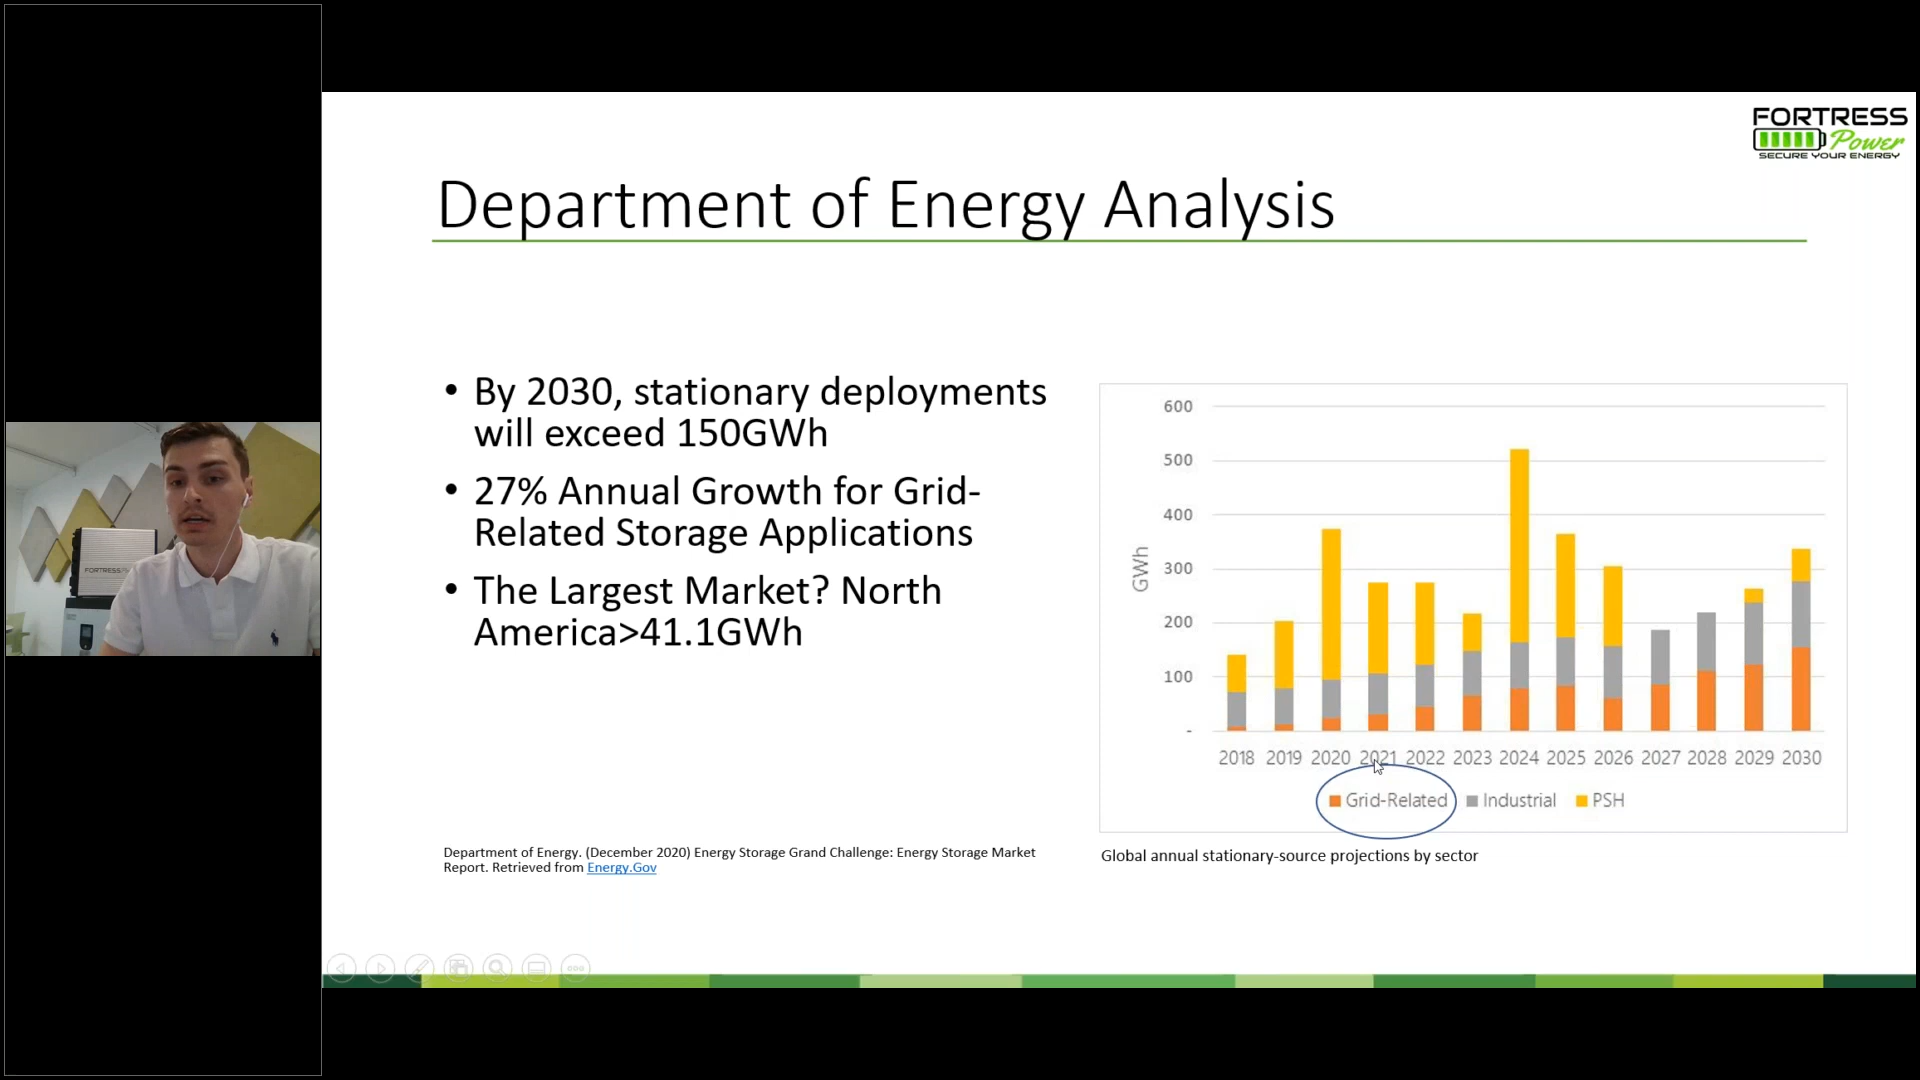 FORTRESS
Power
SECURE YOUR ENERGY
Department of Energy Analysis
• By 2030, stationary deployments
will exceed 150GWh
• 27% Annual Growth for Grid-
Related Storage Applications
• The Largest Market? North
America>41.1GWh
600
500
400
300
200
100
-
GWh
2018 2019 2020 2021 2022 2023 2024 2025 2026 2027 2028 2029 2030
Grid-Related Industrial PSH
Department of Energy. (December 2020) Energy Storage Grand Challenge: Energy Storage Market
Report. Retrieved from Energy.Gov
Global annual stationary-source projections by sector
FORTRESS